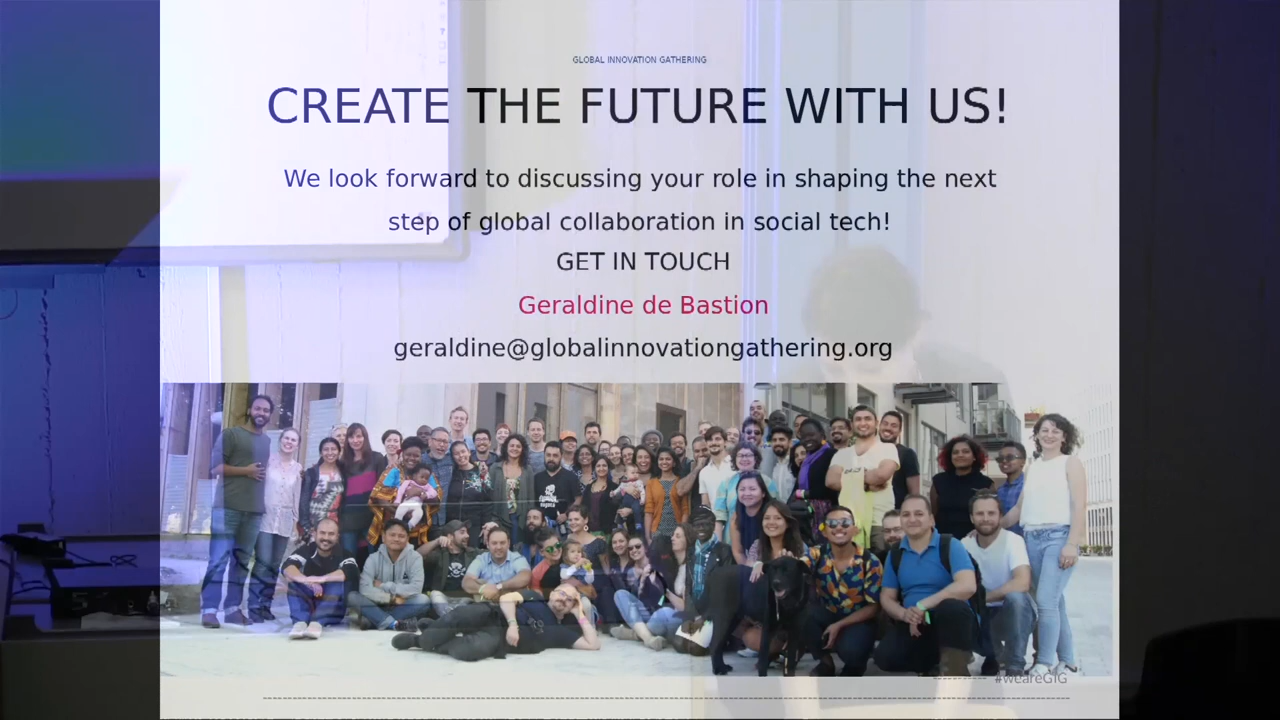 GLOBAL INNOVATION GATHERING
CREATE THE FUTURE WITH US!
We look forward to discussing your role in shaping the next
step of global collaboration in social tech!
GET IN TOUCH
Geraldine de Bastion
geraldine@globalinnovationgathering.org
#weareGIG